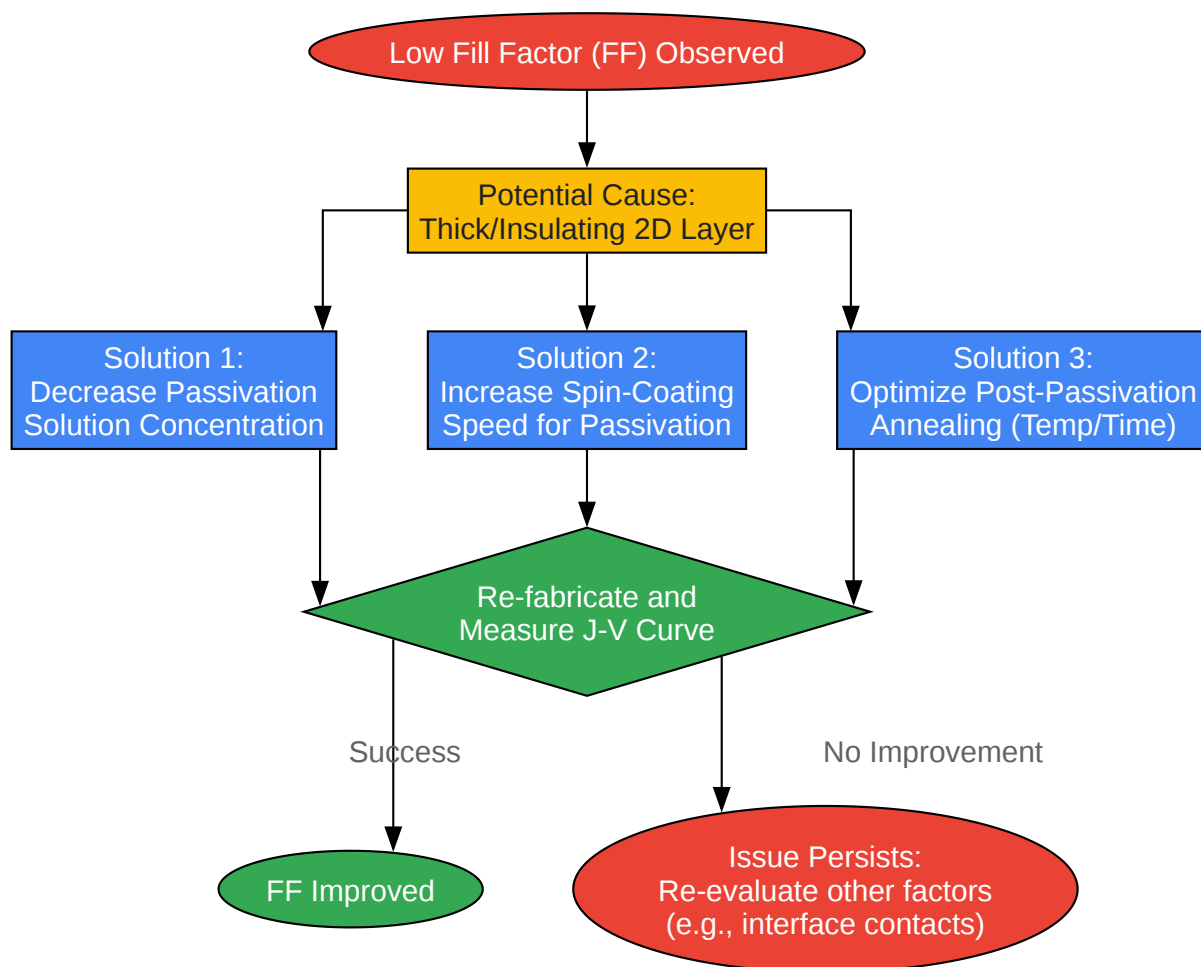 Low Fill Factor (FF) Observed
Potential Cause:
Thick/Insulating 2D Layer
Solution 1:
Decrease Passivation
Solution Concentration
Solution 2:
Increase Spin-Coating
Speed for Passivation
Solution 3:
Optimize Post-Passivation
Annealing (Temp/Time)
Re-fabricate and
Measure J-V Curve
Success
No Improvement
FF Improved
Issue Persists:
Re-evaluate other factors
(e.g., interface contacts)